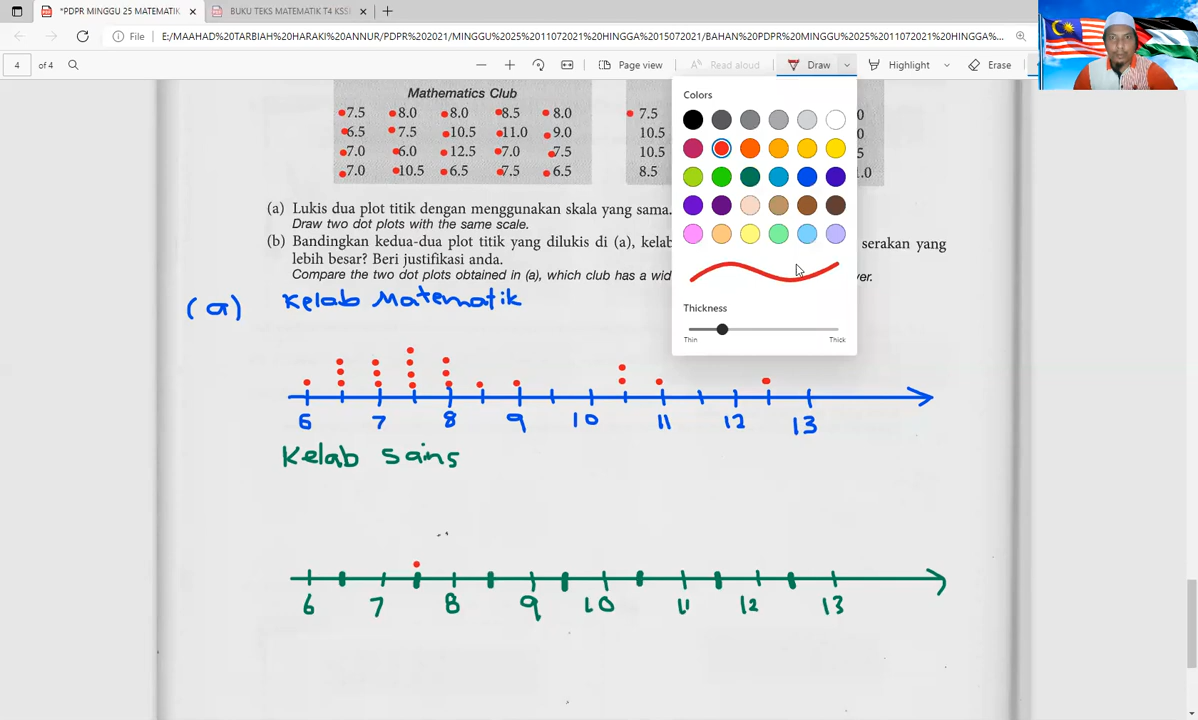 *PDPR MINGGU 25 MATEMATIK
BUKU TEKS MATEMATIK T4 KSS
File
E:/MAAHAD%20TARBIAH%20HARAKI%20ANNUR/PDPR%202021/MINGGU%2025%2011072021%20HINGGA%2015072021/BAHAN%20PDPR%20MINGGU%2025%2011072021%20HINGGA%...
4 of 4
Page view
Read aloud
Draw
Highlight
Erase
Colors
Thickness
Thin
Thick
Mathematics Club
7.5 8.0 8.0 8.5 8.0
6.5 7.5 10.5 11.0 9.0
7.0 6.0 12.5 7.0 7.5
7.0 10.5 6.5 7.5 6.5
7.5
10.5
10.5
8.5
(a) Lukis dua plot titik dengan menggunakan skala yang sama.
Draw two dot plots with the same scale.
(b) Bandingkan kedua-dua plot titik yang dilukis di (a), kelab serakan yang
lebih besar? Beri justifikasi anda.
Compare the two dot plots obtained in (a), which club has a wid
(a) Kelab Matematik
6 7 8 9 10 11 12 13
Kelab Sains
6 7 8 9 10 11 12 13